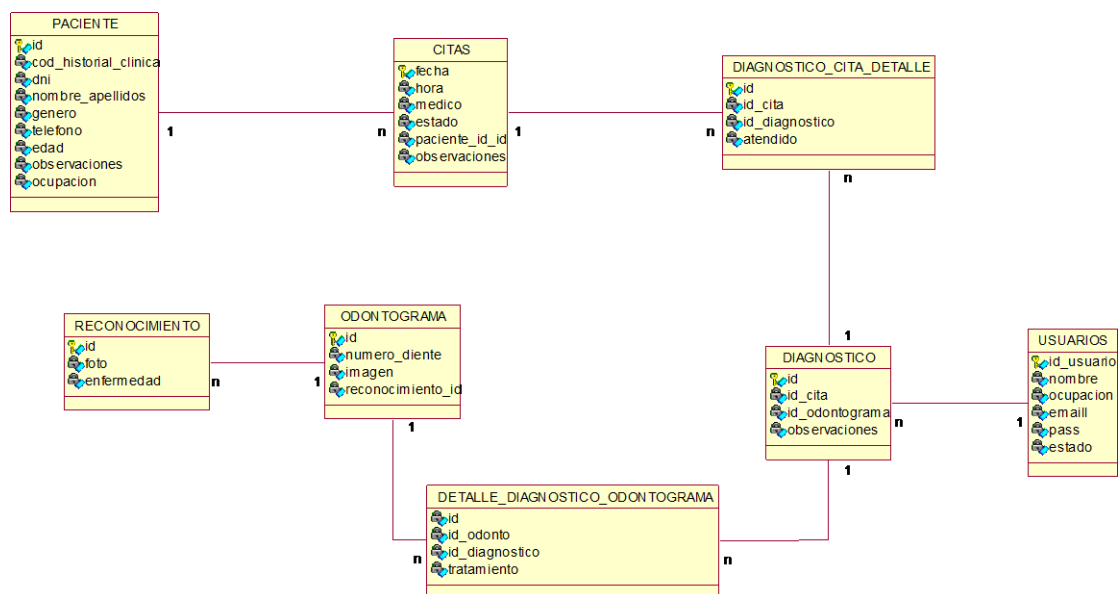 PACIENTE
id
cod_historial_clinica
dni
nombre_apellidos
genero
telefono
edad
observaciones
ocupacion
1
n
CITAS
fecha
hora
medico
estado
paciente_id_id
observaciones
1
n
DIAGNOSTICO_CITA_DETALLE
id
id_cita
id_diagnostico
atendido
n
1
RECONOCIMIENTO
id
foto
enfermedad
n
1
ODONTOGRAMA
id
numero_diente
imagen
reconocimiento_id
1
n
DIAGNOSTICO
id
id_cita
id_odontograma
observaciones
n
1
1
USUARIOS
id_usuario
nombre
ocupacion
emaill
pass
estado
DETALLE_DIAGNOSTICO_ODONTOGRAMA
id
id_odonto
id_diagnostico
tratamiento
n